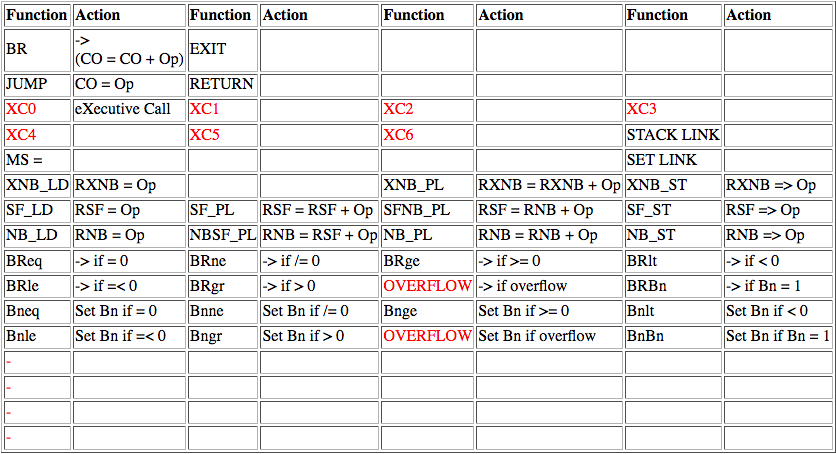 Function Action Function Action Function Action Function Action
BR -> (CO = CO + Op) EXIT
JUMP CO = Op RETURN
XC0 eXecutive Call XC1 XC2 XC3
XC4 XC5 XC6 STACK LINK
MS = SET LINK
XNB_LD RXNB = Op XNB_PL RXNB = RXNB + Op XNB_ST RXNB => Op
SF_LD RSF = Op SF_PL RSF = RSF + Op SFNB_PL RSF = RNB + Op SF_ST RSF => Op
NB_LD RNB = Op NBSF_PL RNB = RSF + Op NB_PL RNB = RNB + Op NB_ST RNB => Op
BReq -> if = 0 BRne -> if /= 0 BRge -> if >= 0 BRlt -> if < 0
BRle -> if =< 0 BRgr -> if > 0 OVERFLOW -> if overflow BRBn -> if Bn = 1
Bneq Set Bn if = 0 Bnne Set Bn if /= 0 Bnge Set Bn if >= 0 Bnlt Set Bn if < 0
Bnle Set Bn if =< 0 Bngr Set Bn if > 0 OVERFLOW Set Bn if overflow BnBn Set Bn if Bn = 1
-
-
-
-